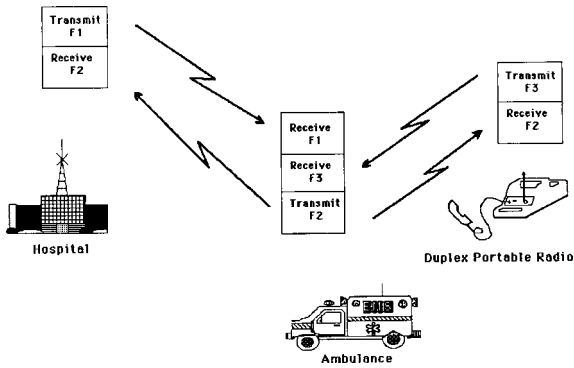 Transmit
F1
Receive
F2
Hospital
Receive
F1
Receive
F3
Transmit
F2
EMS
Ambulance
Transmit
F3
Receive
F2
Duplex Portable Radio